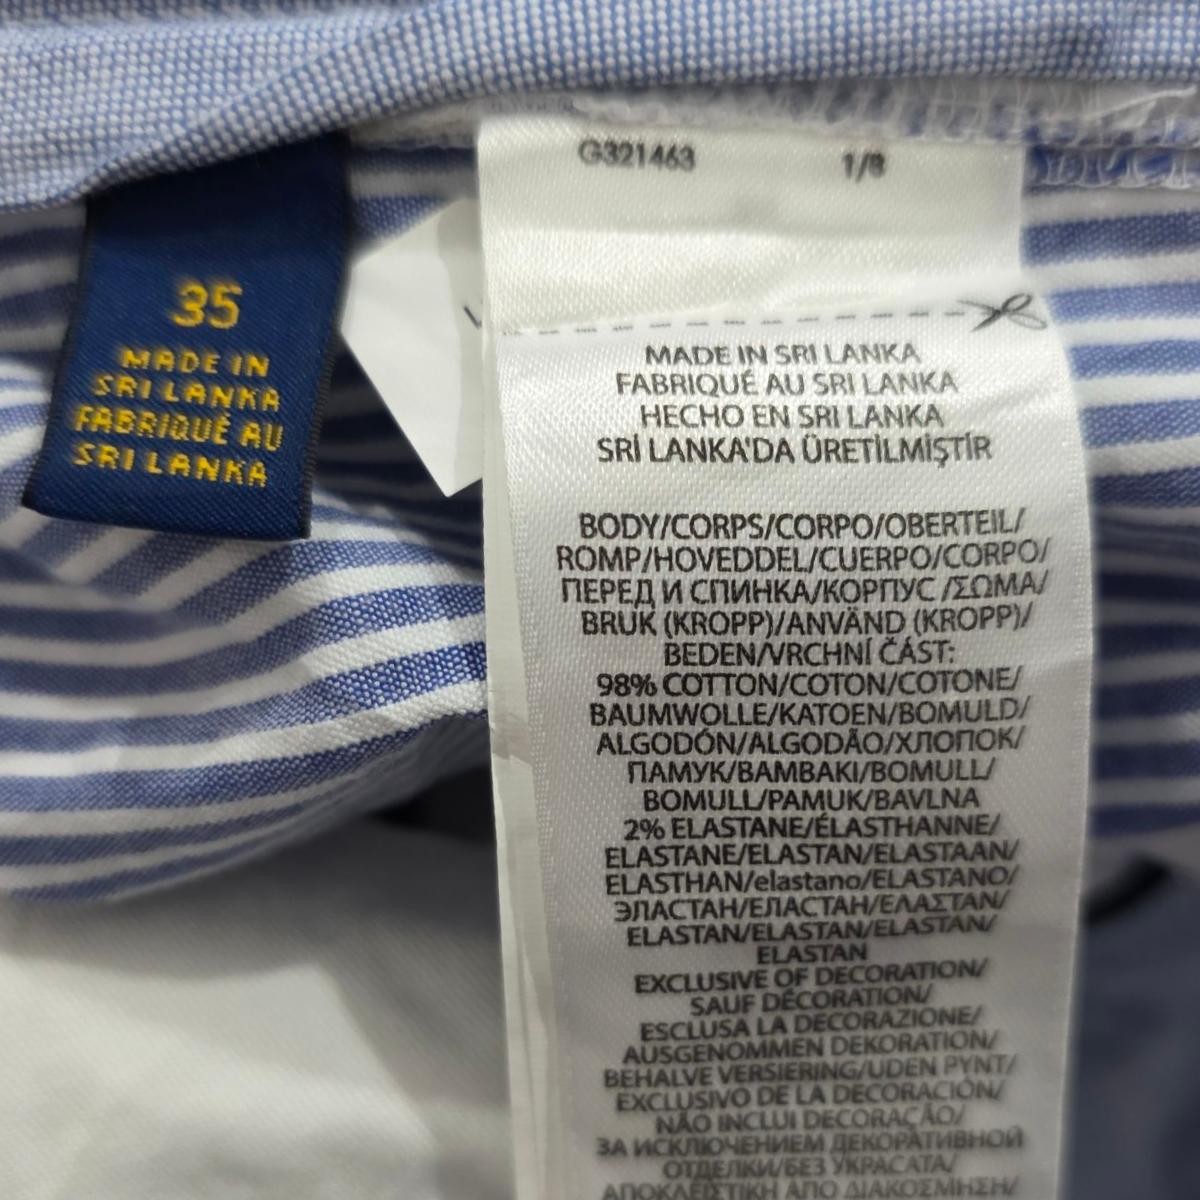 35
MADE IN
SRI LANKA
FABRIQUÉ AU
SRI LANKA
G321463 1/8
MADE IN SRI LANKA
FABRIQUÉ AU SRI LANKA
HECHO EN SRI LANKA
SRİ LANKA'DA ÜRETİLMİŞTİR
BODY/CORPS/CORPO/OBERTEIL/
ROMP/HOVEDDEL/CUERPO/CORPO/
ПЕРЕД И СПИНКА/КОРПУС /ΣΩΜΑ/
BRUK (KROPP)/ANVÄND (KROPP)/
BEDEN/VRCHNÍ ČÁST:
98% COTTON/COTON/COTONE/
BAUMWOLLE/KATOEN/BOMULD/
ALGODÓN/ALGODÃO/ХЛОПОК/
ПАМУК/ΒΑΜΒΑΚΙ/BOMULL/
BOMULL/PAMUK/BAVLNA
2% ELASTANE/ÉLASTHANNE/
ELASTANE/ELASTAN/ELASTAAN/
ELASTHAN/elastano/ELASTANO/
ЭЛАСТАН/ЕЛАСТАН/ΕΛΑΣΤΑΝ/
ELASTAN/ELASTAN/ELASTAN/
ELASTAN
EXCLUSIVE OF DECORATION/
SAUF DÉCORATION/
ESCLUSA LA DECORAZIONE/
AUSGENOMMEN DEKORATION/
BEHALVE VERSIERING/UDEN PYNT/
EXCLUSIVO DE LA DECORACIÓN/
NÃO INCLUI DECORAÇÃO/
ЗА ИСКЛЮЧЕНИЕМ ДЕКОРАТИВНОЙ
ОТДЕЛКИ/БЕЗ УКРАСАТА/
ΑΠΟΚΛΕΙΣΤΙΚΗ ΑΠΟ ΔΙΑΚΟΣΜΗΣΗ/